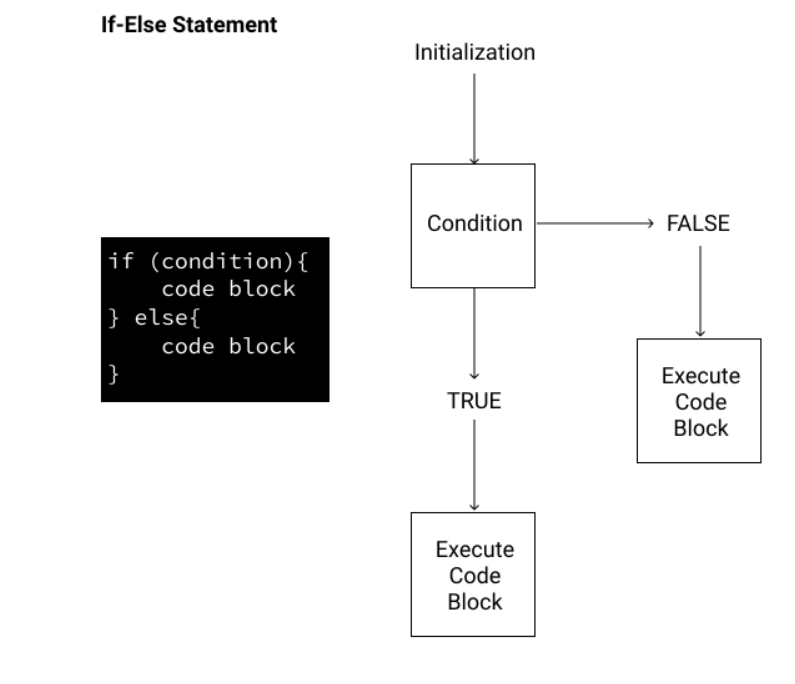 If-Else Statement
Initialization
Condition
FALSE
if (condition){
    code block
} else{
    code block
}
TRUE
Execute
Code
Block
Execute
Code
Block